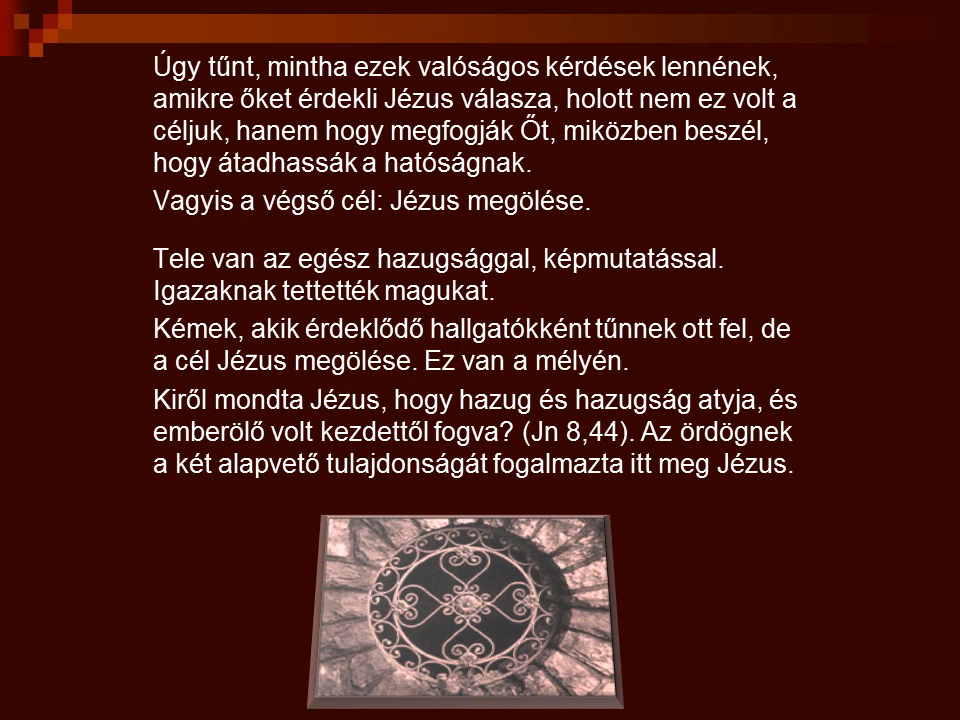 Úgy tűnt, mintha ezek valóságos kérdések lennének,
amikre őket érdekli Jézus válasza, holott nem ez volt a
céljuk, hanem hogy megfogják Őt, miközben beszél,
hogy átadhassák a hatóságnak.
Vagyis a végső cél: Jézus megölése.
Tele van az egész hazugsággal, képmutatással.
Igazaknak tettették magukat.
Kémek, akik érdeklődő hallgatókként tűnnek ott fel, de
a cél Jézus megölése. Ez van a mélyén.
Kiről mondta Jézus, hogy hazug és hazugság atyja, és
emberölő volt kezdettől fogva? (Jn 8,44). Az ördögnek
a két alapvető tulajdonságát fogalmazta itt meg Jézus.